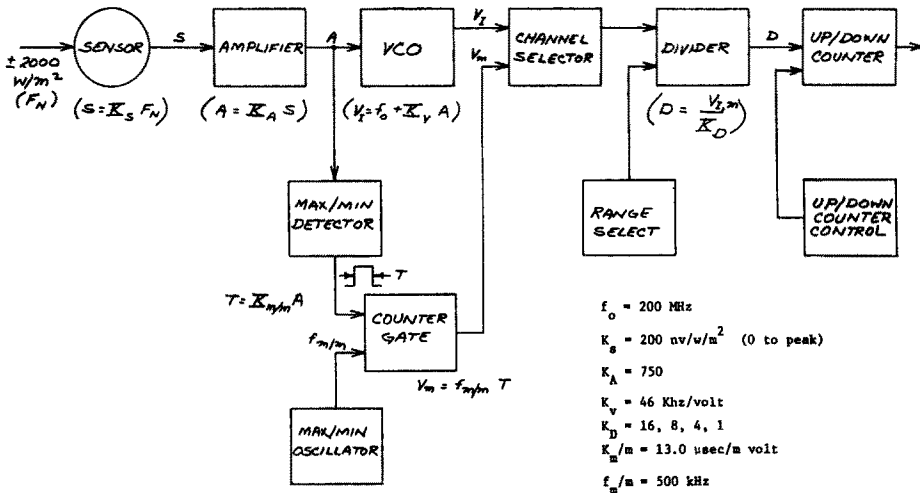 SENSOR
± 2000
W/m²
(F_N)
(S = K_S F_N)
S
AMPLIFIER
(A = K_A S)
A
VCO
(V_I = f_o + K_V A)
V_I
V_m
CHANNEL
SELECTOR
DIVIDER
(D = V_I,m / K_D)
D
UP/DOWN
COUNTER
MAX/MIN
DETECTOR
T
T = K_m/m A
COUNTER
GATE
f_m/m
V_m = f_m/m T
MAX/MIN
OSCILLATOR
RANGE
SELECT
UP/DOWN
COUNTER
CONTROL
f_o = 200 MHz
K_s = 200 nv/w/m² (0 to peak)
K_A = 750
K_v = 46 Khz/volt
K_D = 16, 8, 4, 1
K_m/m = 13.0 µsec/m volt
f_m/m = 500 kHz